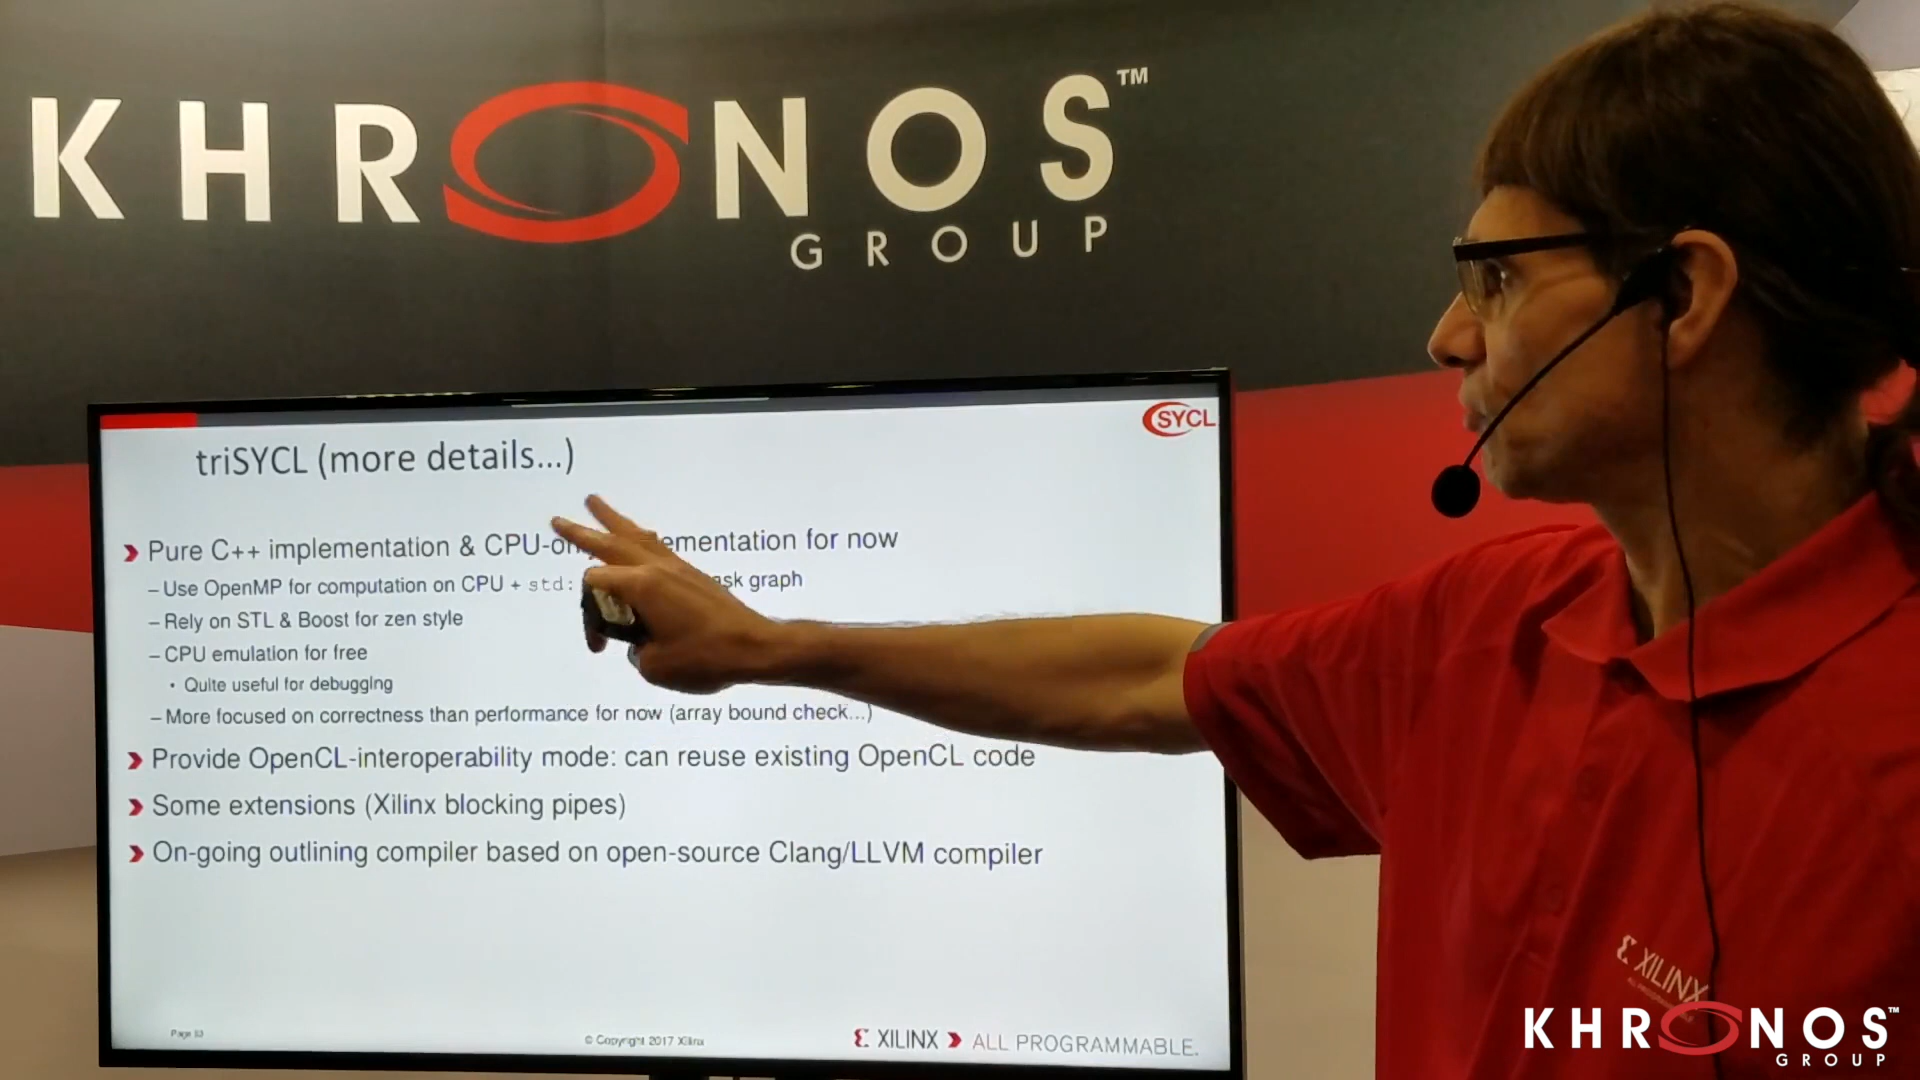 KHRONOS™
GROUP
SYCL
triSYCL (more details...)
Pure C++ implementation & CPU-on ementation for now
– Use OpenMP for computation on CPU + std: ask graph
– Rely on STL & Boost for zen style
– CPU emulation for free
• Quite useful for debugging
– More focused on correctness than performance for now (array bound check...)
Provide OpenCL-interoperability mode: can reuse existing OpenCL code
Some extensions (Xilinx blocking pipes)
On-going outlining compiler based on open-source Clang/LLVM compiler
© Copyright 2017 Xilinx
XILINX ALL PROGRAMMABLE.
XILINX
KHRONOS™
GROUP